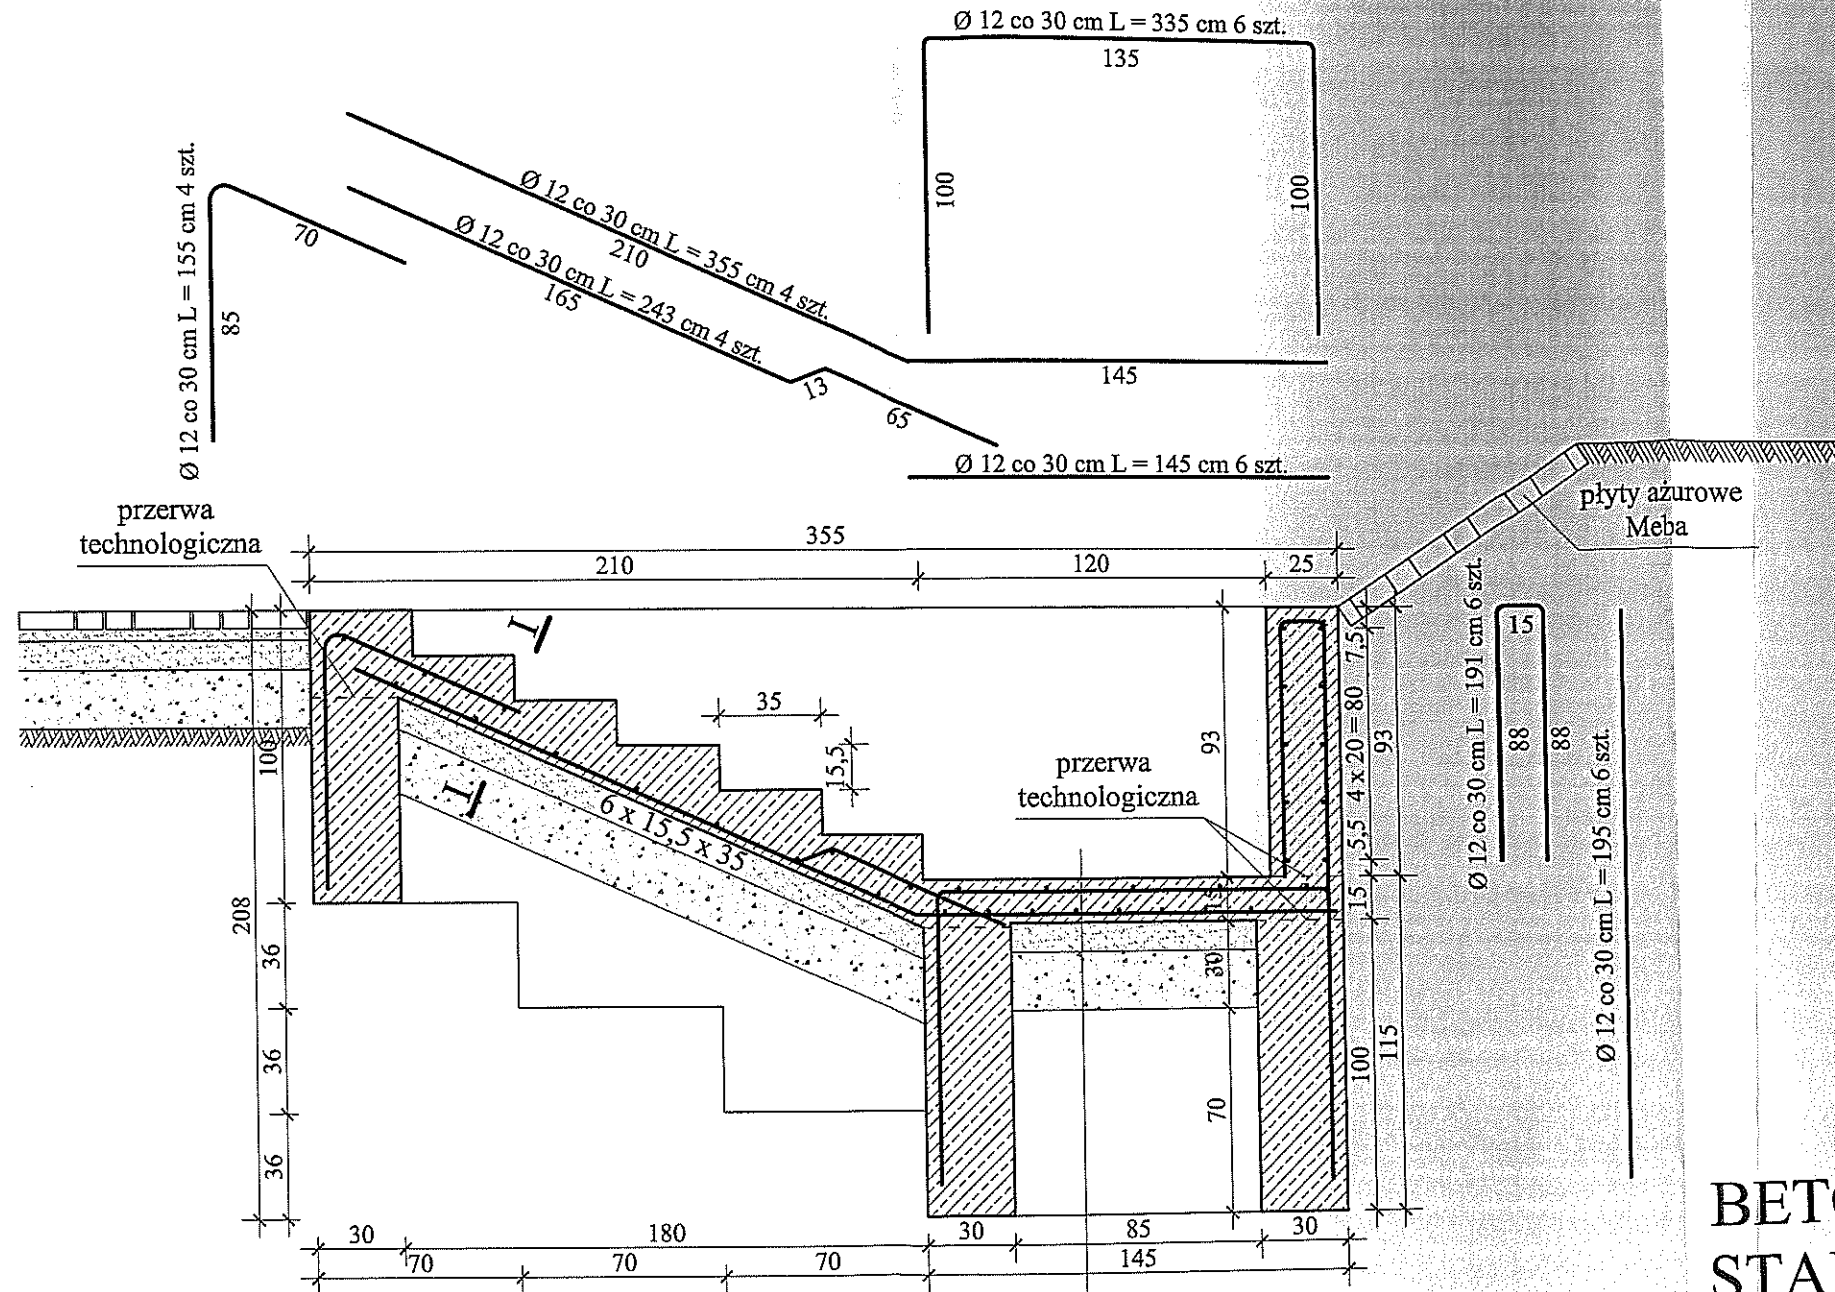 Ø 12 co 30 cm L = 335 cm 6 szt.
135
100
100
Ø 12 co 30 cm L = 155 cm 4 szt.
70
85
Ø 12 co 30 cm L = 355 cm 4 szt.
210
Ø 12 co 30 cm L = 243 cm 4 szt.
165
13
65
145
Ø 12 co 30 cm L = 145 cm 6 szt.
przerwa
technologiczna
płyty ażurowe
Meba
355
210
120
25
I
I
35
15,5
6 x 15,5 x 35
93
przerwa
technologiczna
7,5
4 x 20 = 80
5,5
93
15
100
115
Ø 12 co 30 cm L = 191 cm 6 szt.
15
88
88
Ø 12 co 30 cm L = 195 cm 6 szt.
100
208
36
36
36
30
70
30
180
30
85
30
70
70
70
145
BET
STA